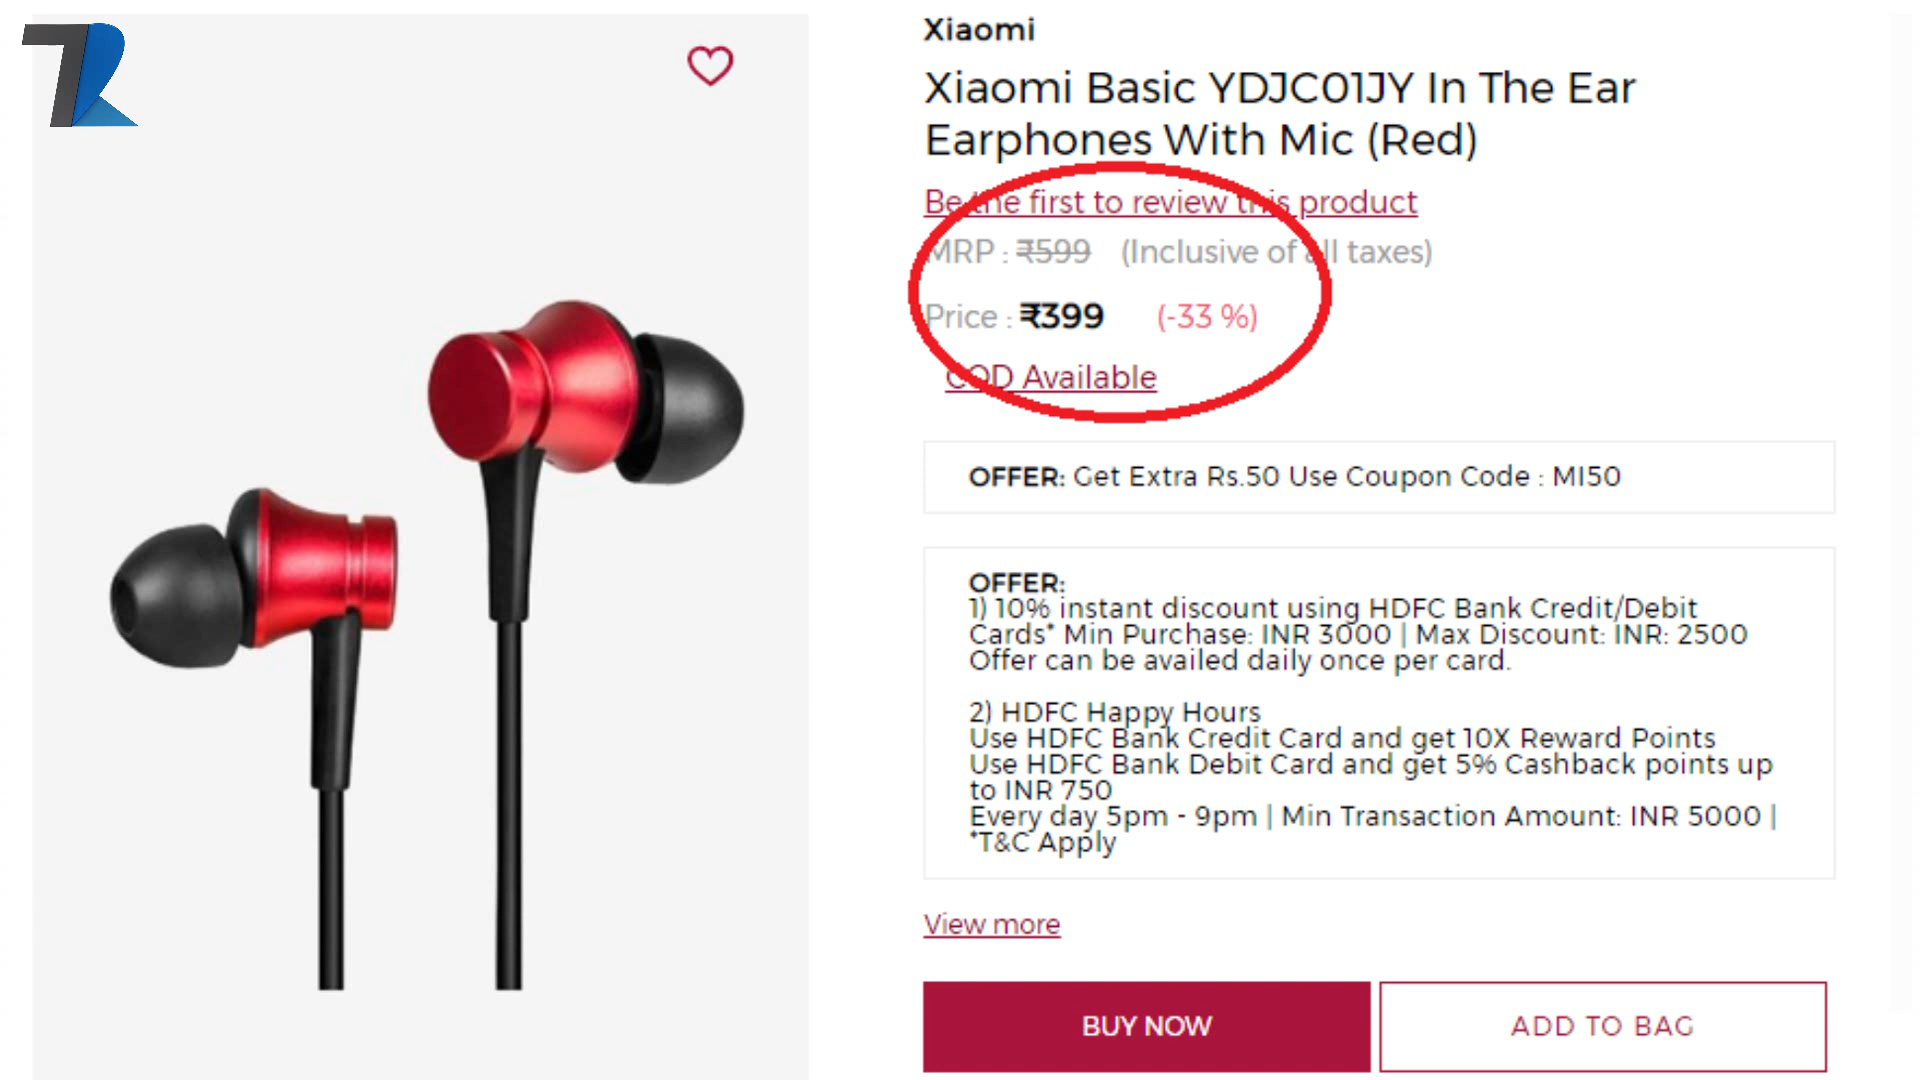 Xiaomi
Xiaomi Basic YDJC01JY In The Ear
Earphones With Mic (Red)
Be the first to review this product
MRP : ₹599 (Inclusive of all taxes)
Price : ₹399 (-33 %)
COD Available
OFFER: Get Extra Rs.50 Use Coupon Code : MI50
OFFER:
1) 10% instant discount using HDFC Bank Credit/Debit
Cards* Min Purchase: INR 3000 | Max Discount: INR: 2500
Offer can be availed daily once per card.
2) HDFC Happy Hours
Use HDFC Bank Credit Card and get 10X Reward Points
Use HDFC Bank Debit Card and get 5% Cashback points up
to INR 750
Every day 5pm - 9pm | Min Transaction Amount: INR 5000 |
*T&C Apply
View more
BUY NOW
ADD TO BAG